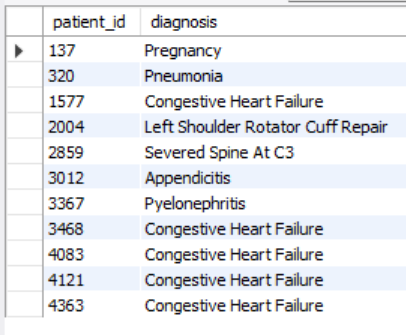 patient_id diagnosis
137 Pregnancy
320 Pneumonia
1577 Congestive Heart Failure
2004 Left Shoulder Rotator Cuff Repair
2859 Severed Spine At C3
3012 Appendicitis
3367 Pyelonephritis
3468 Congestive Heart Failure
4083 Congestive Heart Failure
4121 Congestive Heart Failure
4363 Congestive Heart Failure